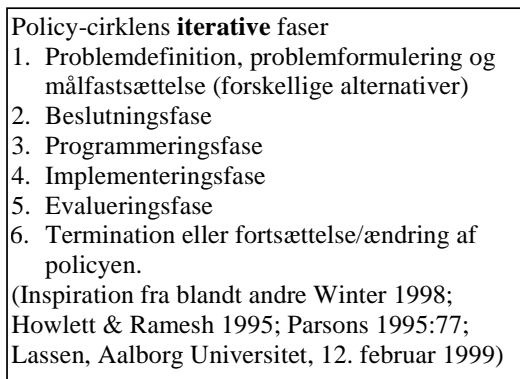 Policy-cirklens iterative faser
1. Problemdefinition, problemformulering og
målfastsættelse (forskellige alternativer)
2. Beslutningsfase
3. Programmeringsfase
4. Implementeringsfase
5. Evalueringsfase
6. Termination eller fortsættelse/ændring af
policyen.
(Inspiration fra blandt andre Winter 1998;
Howlett & Ramesh 1995; Parsons 1995:77;
Lassen, Aalborg Universitet, 12. februar 1999)